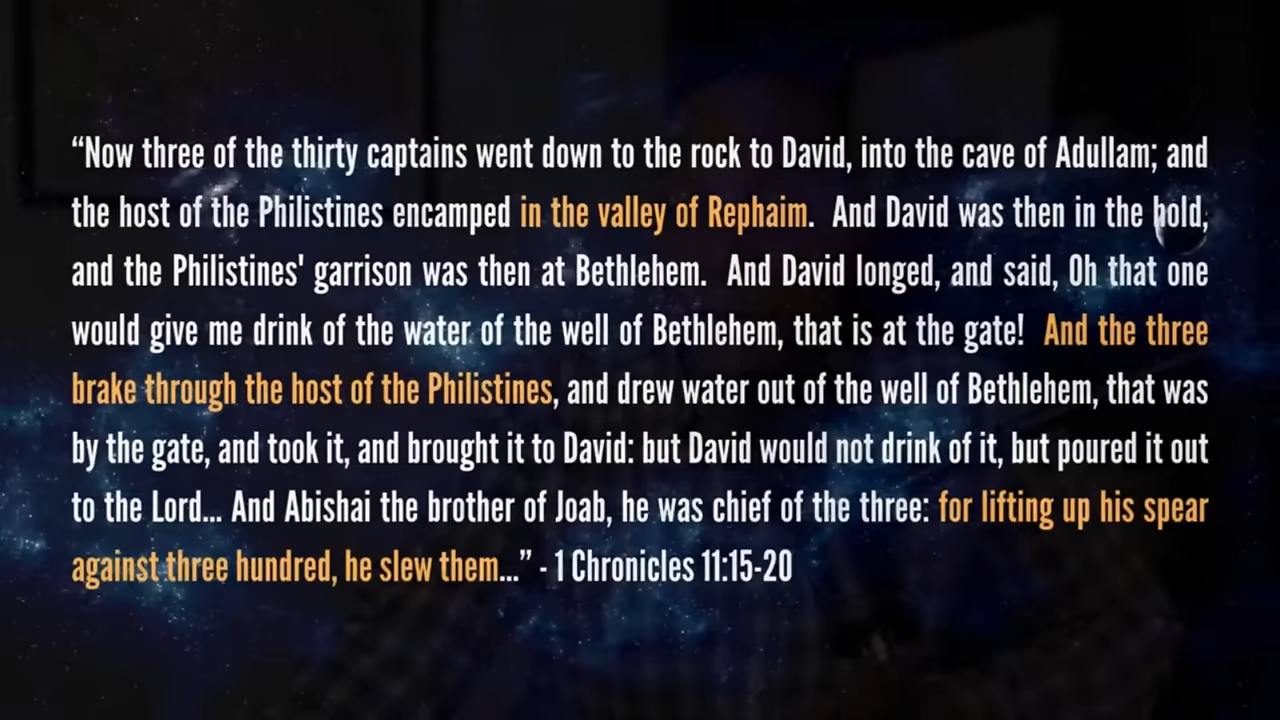 “Now three of the thirty captains went down to the rock to David, into the cave of Adullam; and
the host of the Philistines encamped in the valley of Rephaim. And David was then in the hold,
and the Philistines' garrison was then at Bethlehem. And David longed, and said, Oh that one
would give me drink of the water of the well of Bethlehem, that is at the gate! And the three
brake through the host of the Philistines, and drew water out of the well of Bethlehem, that was
by the gate, and took it, and brought it to David: but David would not drink of it, but poured it out
to the Lord... And Abishai the brother of Joab, he was chief of the three: for lifting up his spear
against three hundred, he slew them...” - 1 Chronicles 11:15-20